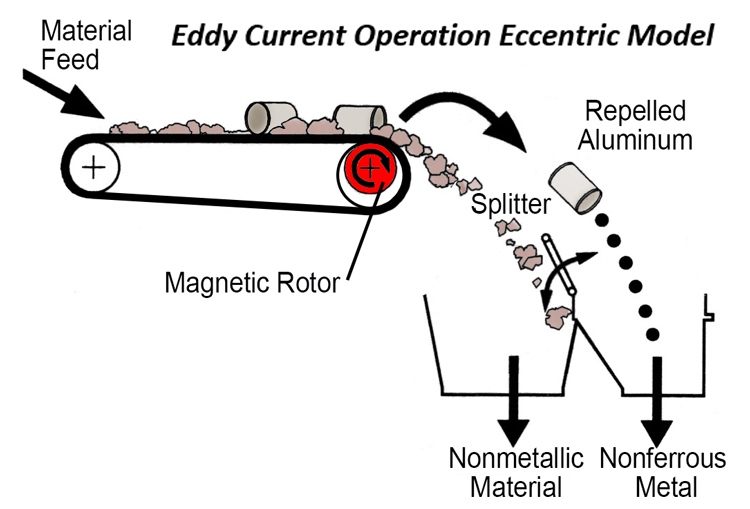 Eddy Current Operation Eccentric Model
Material
Feed
Repelled
Aluminum
Splitter
Magnetic Rotor
Nonmetallic
Material
Nonferrous
Metal